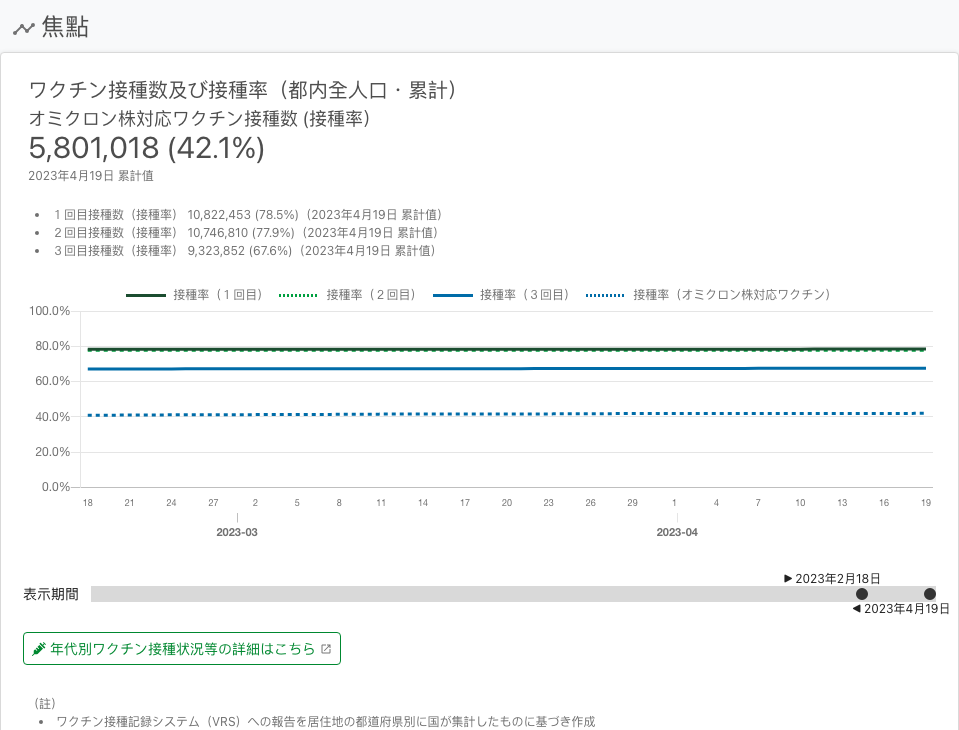 焦點
ワクチン接種数及び接種率（都内全人口・累計）
オミクロン株対応ワクチン接種数 (接種率)
5,801,018 (42.1%)
2023年4月19日 累計值
• 1回目接種数（接種率） 10,822,453 (78.5%)（2023年4月19日 累計値）
• 2回目接種数（接種率） 10,746,810 (77.9%)（2023年4月19日 累計値）
• 3回目接種数（接種率） 9,323,852 (67.6%)（2023年4月19日 累計値）
接種率（1回目） 接種率（2回目） 接種率（3回目） 接種率（オミクロン株対応ワクチン）
100.0%
80.0%
60.0%
40.0%
20.0%
0.0%
18 21 24 27 2 5 8 11 14 17 20 23 26 29 1 4 7 10 13 16 19
2023-03 2023-04
▶ 2023年2月18日
表示期間
◀ 2023年4月19日
年代別ワクチン接種状況等の詳細はこちら
（註）
• ワクチン接種記録システム（VRS）への報告を居住地の都道府県別に国が集計したものに基づき作成